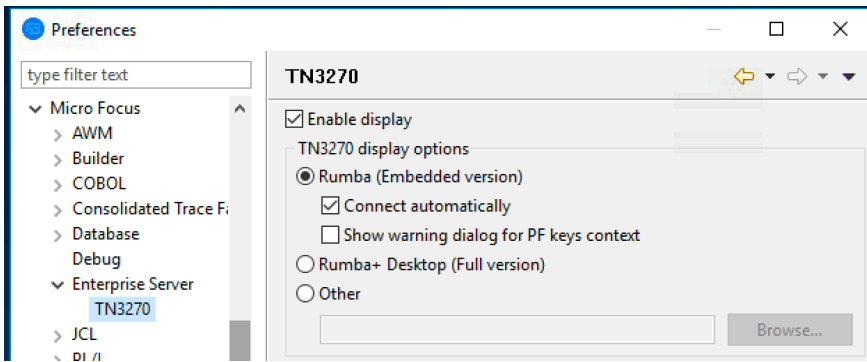 Preferences
type filter text
Micro Focus
AWM
Builder
COBOL
Consolidated Trace Fa
Database
Debug
Enterprise Server
TN3270
JCL
PL/I
TN3270
Enable display
TN3270 display options
Rumba (Embedded version)
Connect automatically
Show warning dialog for PF keys context
Rumba+ Desktop (Full version)
Other
Browse...